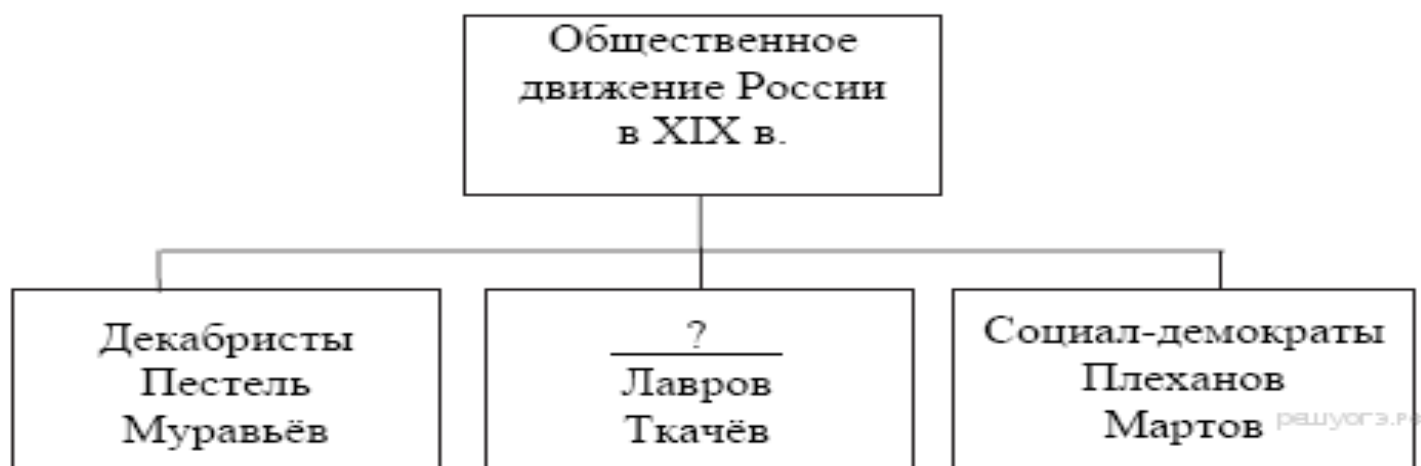 Общественное
движение России
в XIX в.
Декабристы
Пестель
Муравьёв
?
Лавров
Ткачёв
Социал-демократы
Плеханов
Мартов